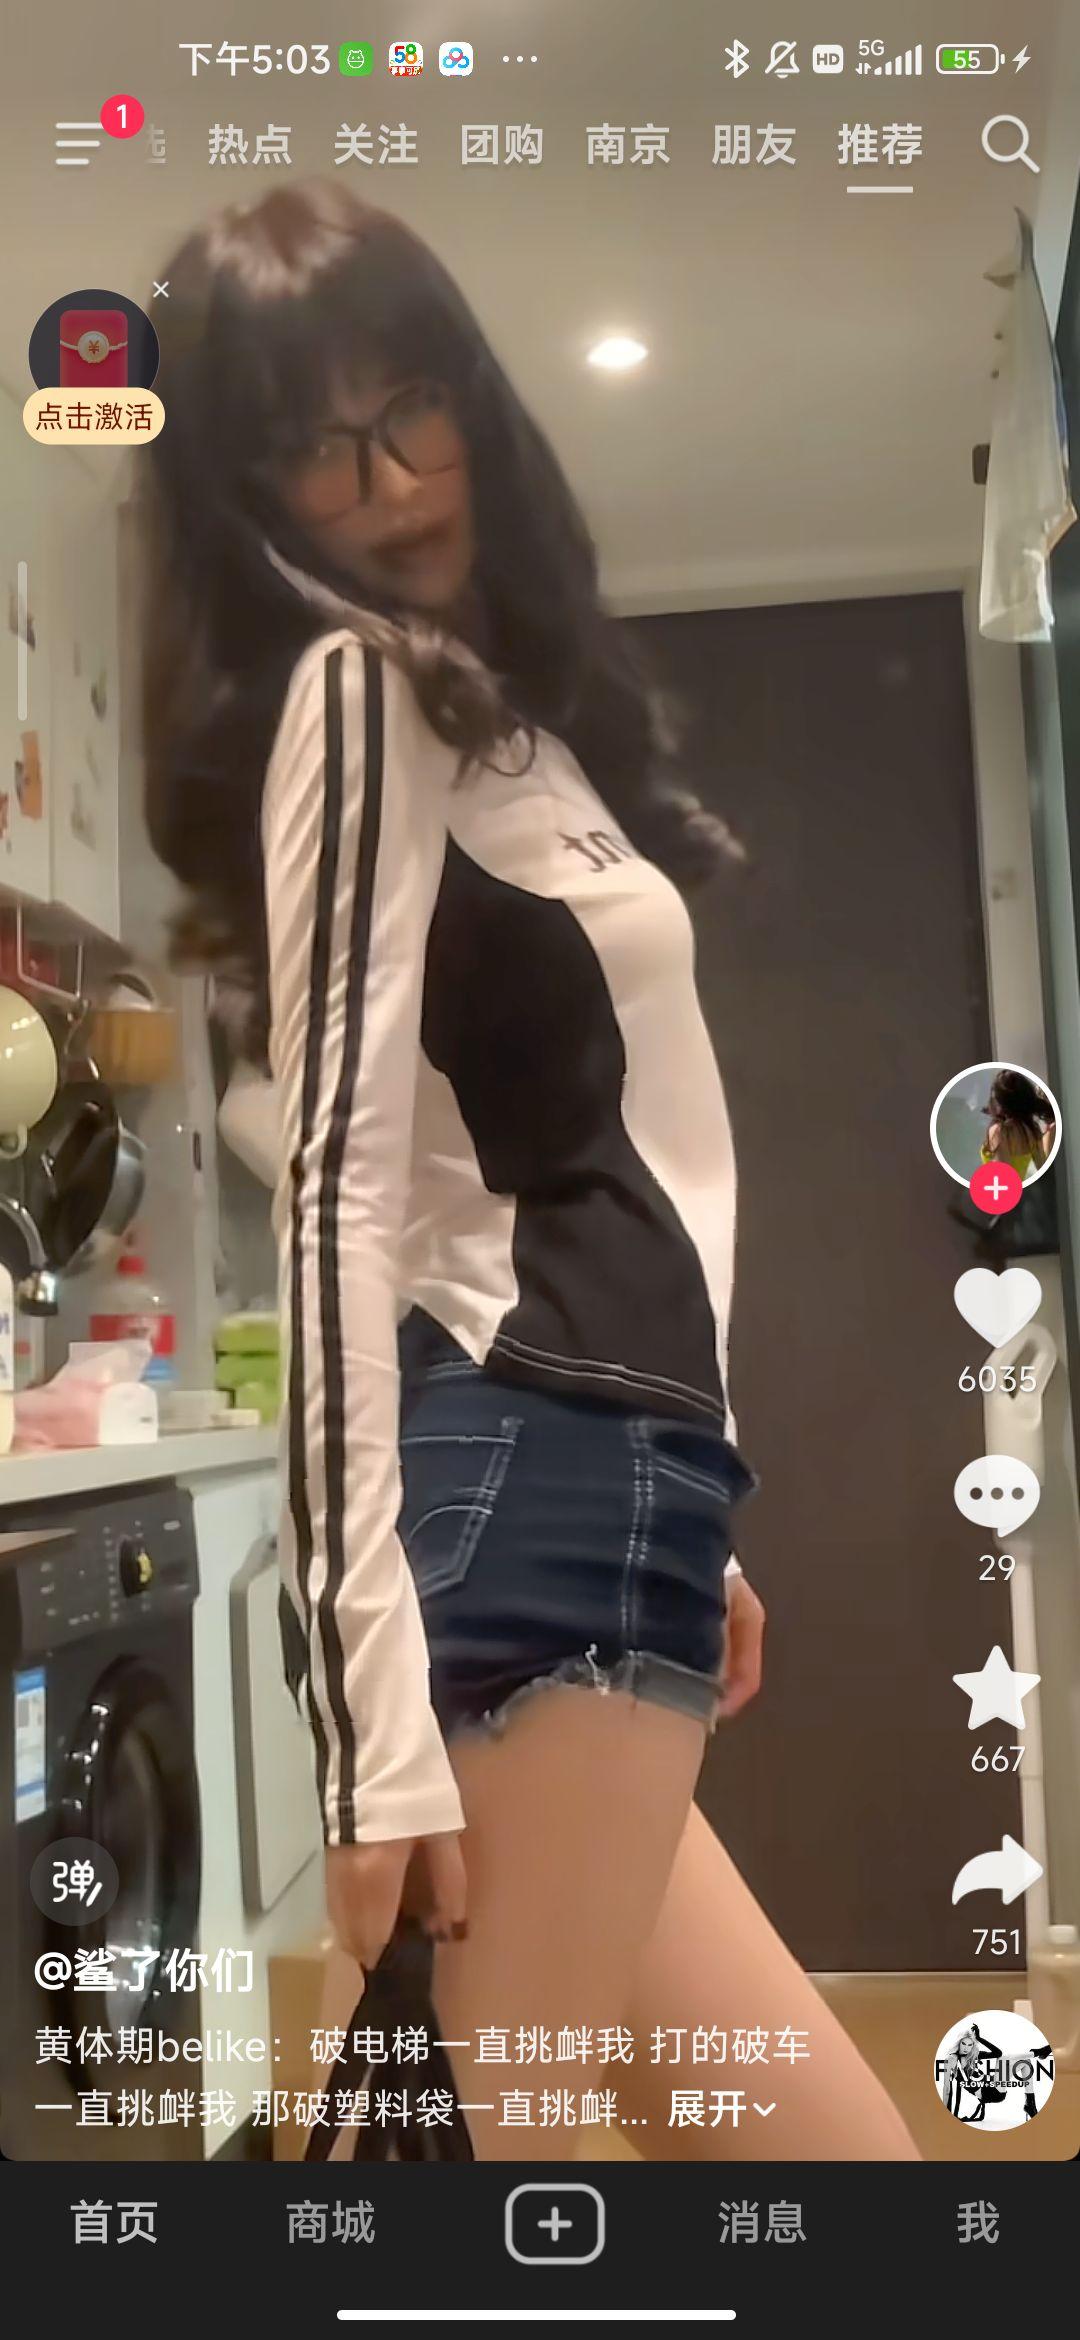 下午5:03
58
HD
5G
55
1
选 热点 关注 团购 南京 朋友 推荐
点击激活
6035
29
667
751
弹
@鲨了你们
黄体期belike：破电梯一直挑衅我 打的破车
一直挑衅我 那破塑料袋一直挑衅... 展开
FASHION
SLOW+SPEEDUP
首页 商城 消息 我